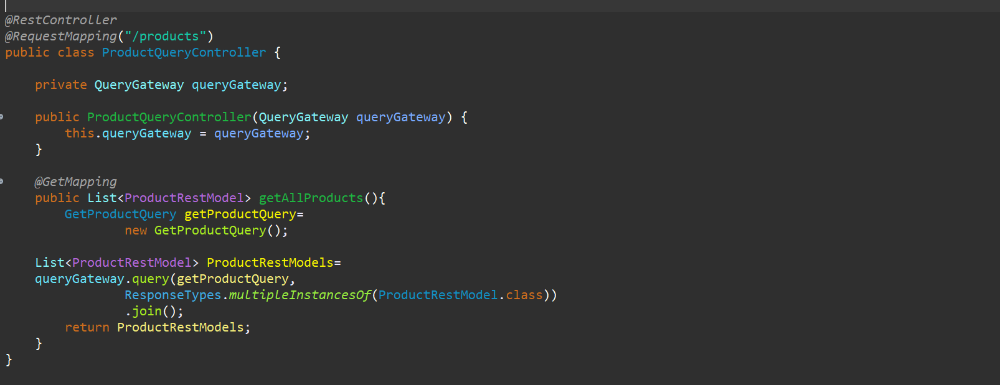 @RestController
@RequestMapping("/products")
public class ProductQueryController {
private QueryGateway queryGateway;
public ProductQueryController(QueryGateway queryGateway) {
this.queryGateway = queryGateway;
}
@GetMapping
public List<ProductRestModel> getAllProducts(){
GetProductQuery getProductQuery=
new GetProductQuery();
List<ProductRestModel> ProductRestModels=
queryGateway.query(getProductQuery,
ResponseTypes.multipleInstancesOf(ProductRestModel.class))
.join();
return ProductRestModels;
}
}